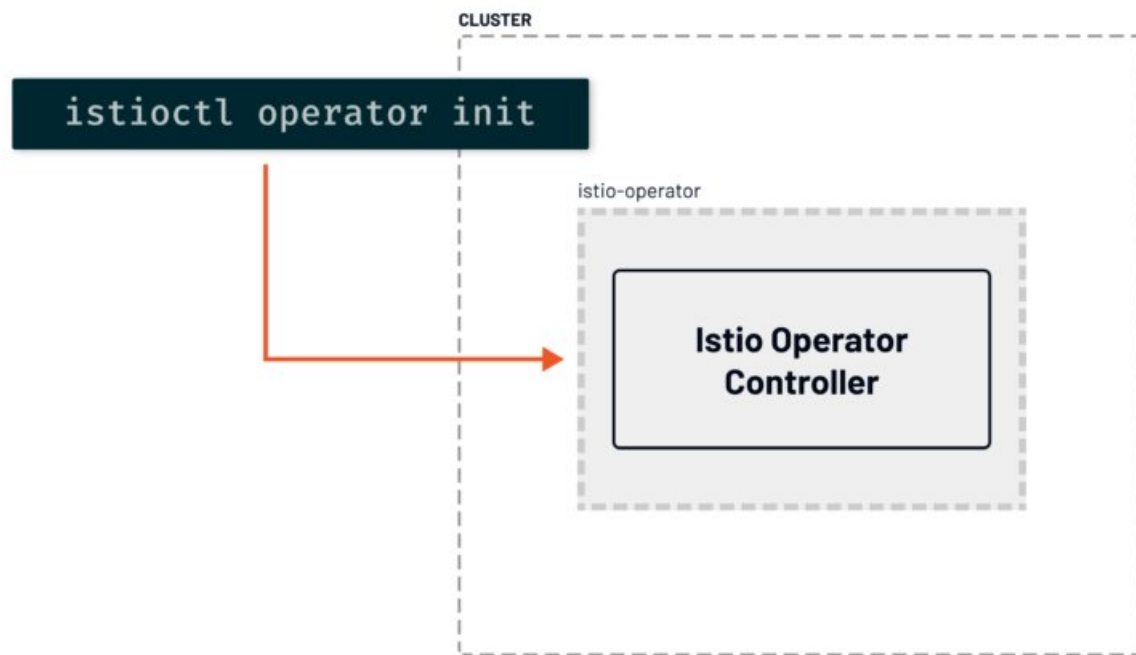 CLUSTER
istioctl operator init
istio-operator
Istio Operator
Controller